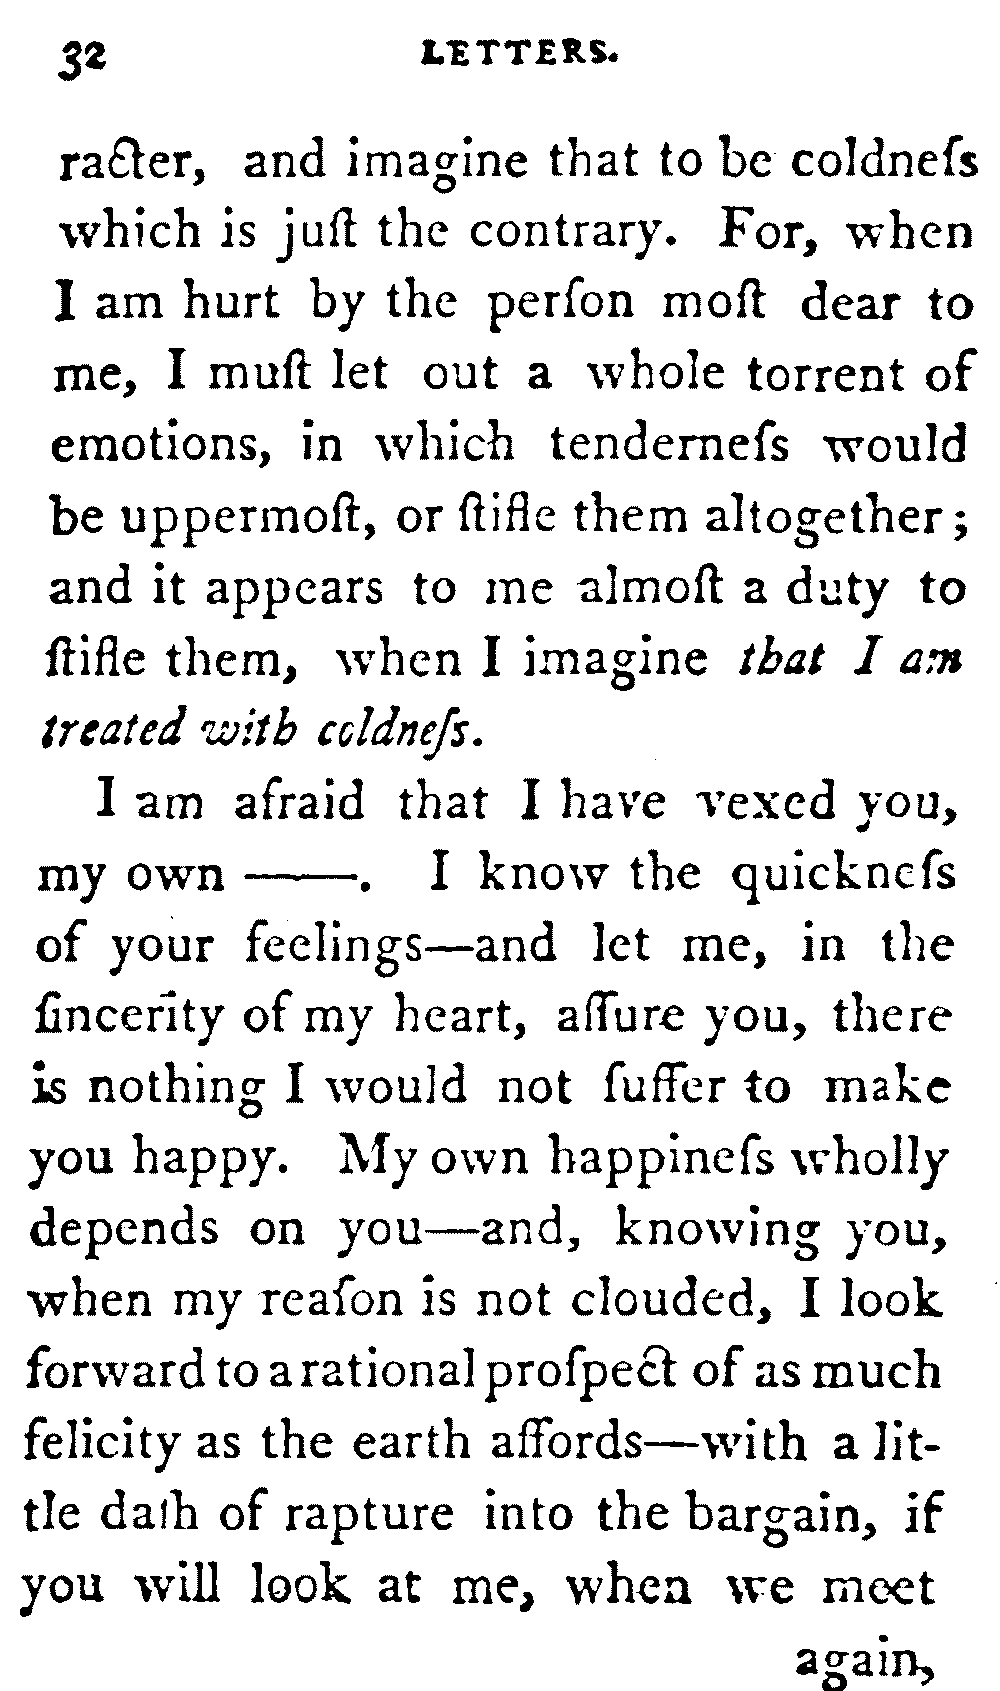 32 LETTERS.
racter, and imagine that to be coldneſs
which is juſt the contrary. For, when
I am hurt by the perſon moſt dear to
me, I muſt let out a whole torrent of
emotions, in which tenderneſs would
be uppermoſt, or ſtifle them altogether;
and it appears to me almoſt a duty to
ſtifle them, when I imagine that I am
treated with coldneſs.
I am afraid that I have vexed you,
my own ——. I know the quickneſs
of your feelings—and let me, in the
ſincerity of my heart, aſſure you, there
is nothing I would not ſuffer to make
you happy. My own happineſs wholly
depends on you—and, knowing you,
when my reaſon is not clouded, I look
forward to a rational proſpect of as much
felicity as the earth affords—with a lit-
tle daſh of rapture into the bargain, if
you will look at me, when we meet
again,